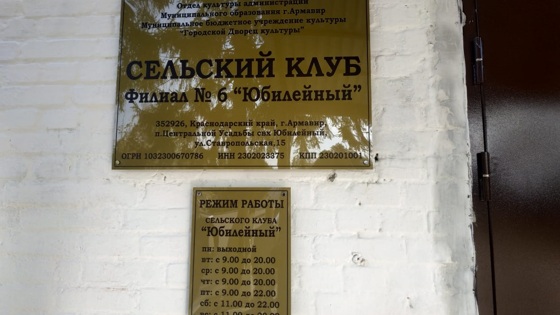 Отдел культуры администрации
Муниципального образования г.Армавир
Муниципальное бюджетное учреждение культуры
"Городской Дворец культуры"
СЕЛЬСКИЙ КЛУБ
Филиал № 6 "Юбилейный"
352926, Краснодарский край, г.Армавир,
п.Центральной Усадьбы свх Юбилейный,
ул.Ставропольская,15
ОГРН 1032300670786 ИНН 2302023375 КПП 230201001
РЕЖИМ РАБОТЫ
СЕЛЬСКОГО КЛУБА
"Юбилейный"
пн: выходной
вт: с 9.00 до 20.00
ср: с 9.00 до 20.00
чт: с 9.00 до 20.00
пт: с 9.00 до 22.00
сб: с 11.00 до 22.00